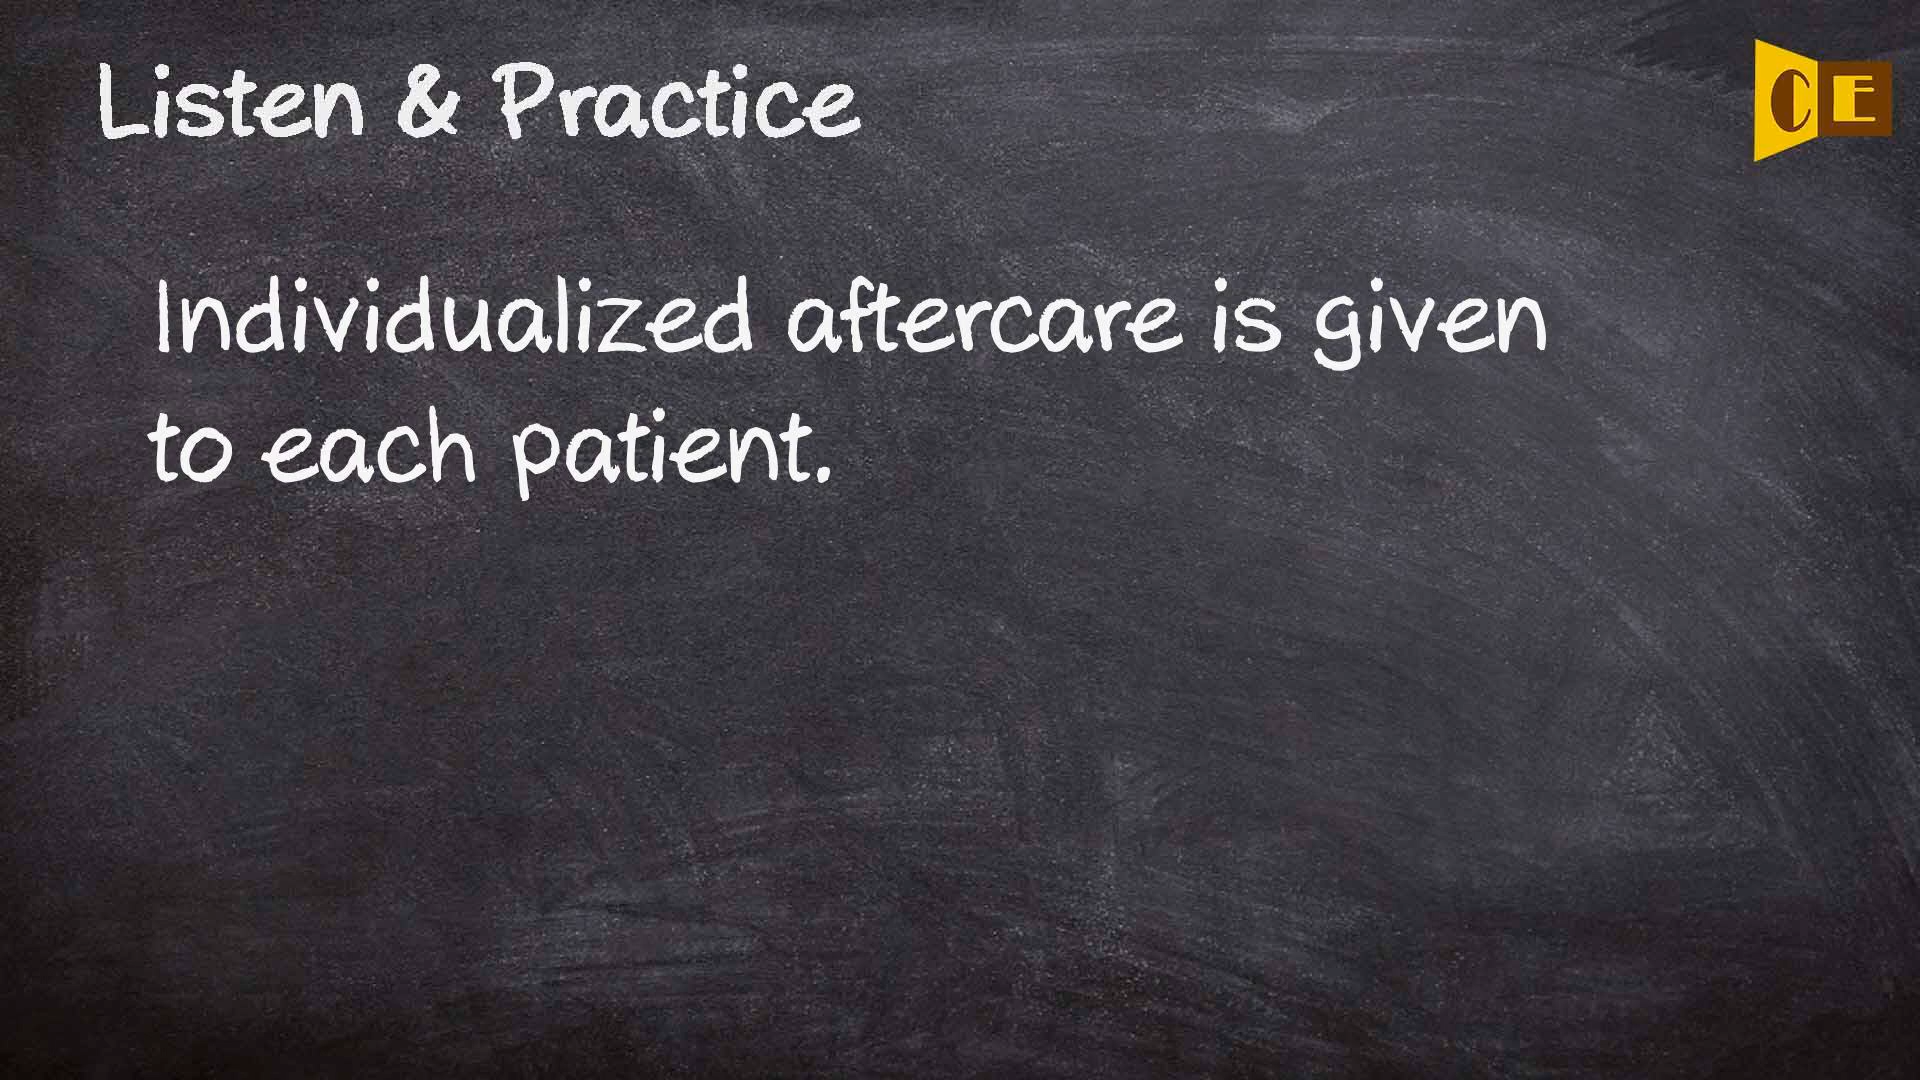 Listen & Practice
CE
Individualized aftercare is given
to each patient.